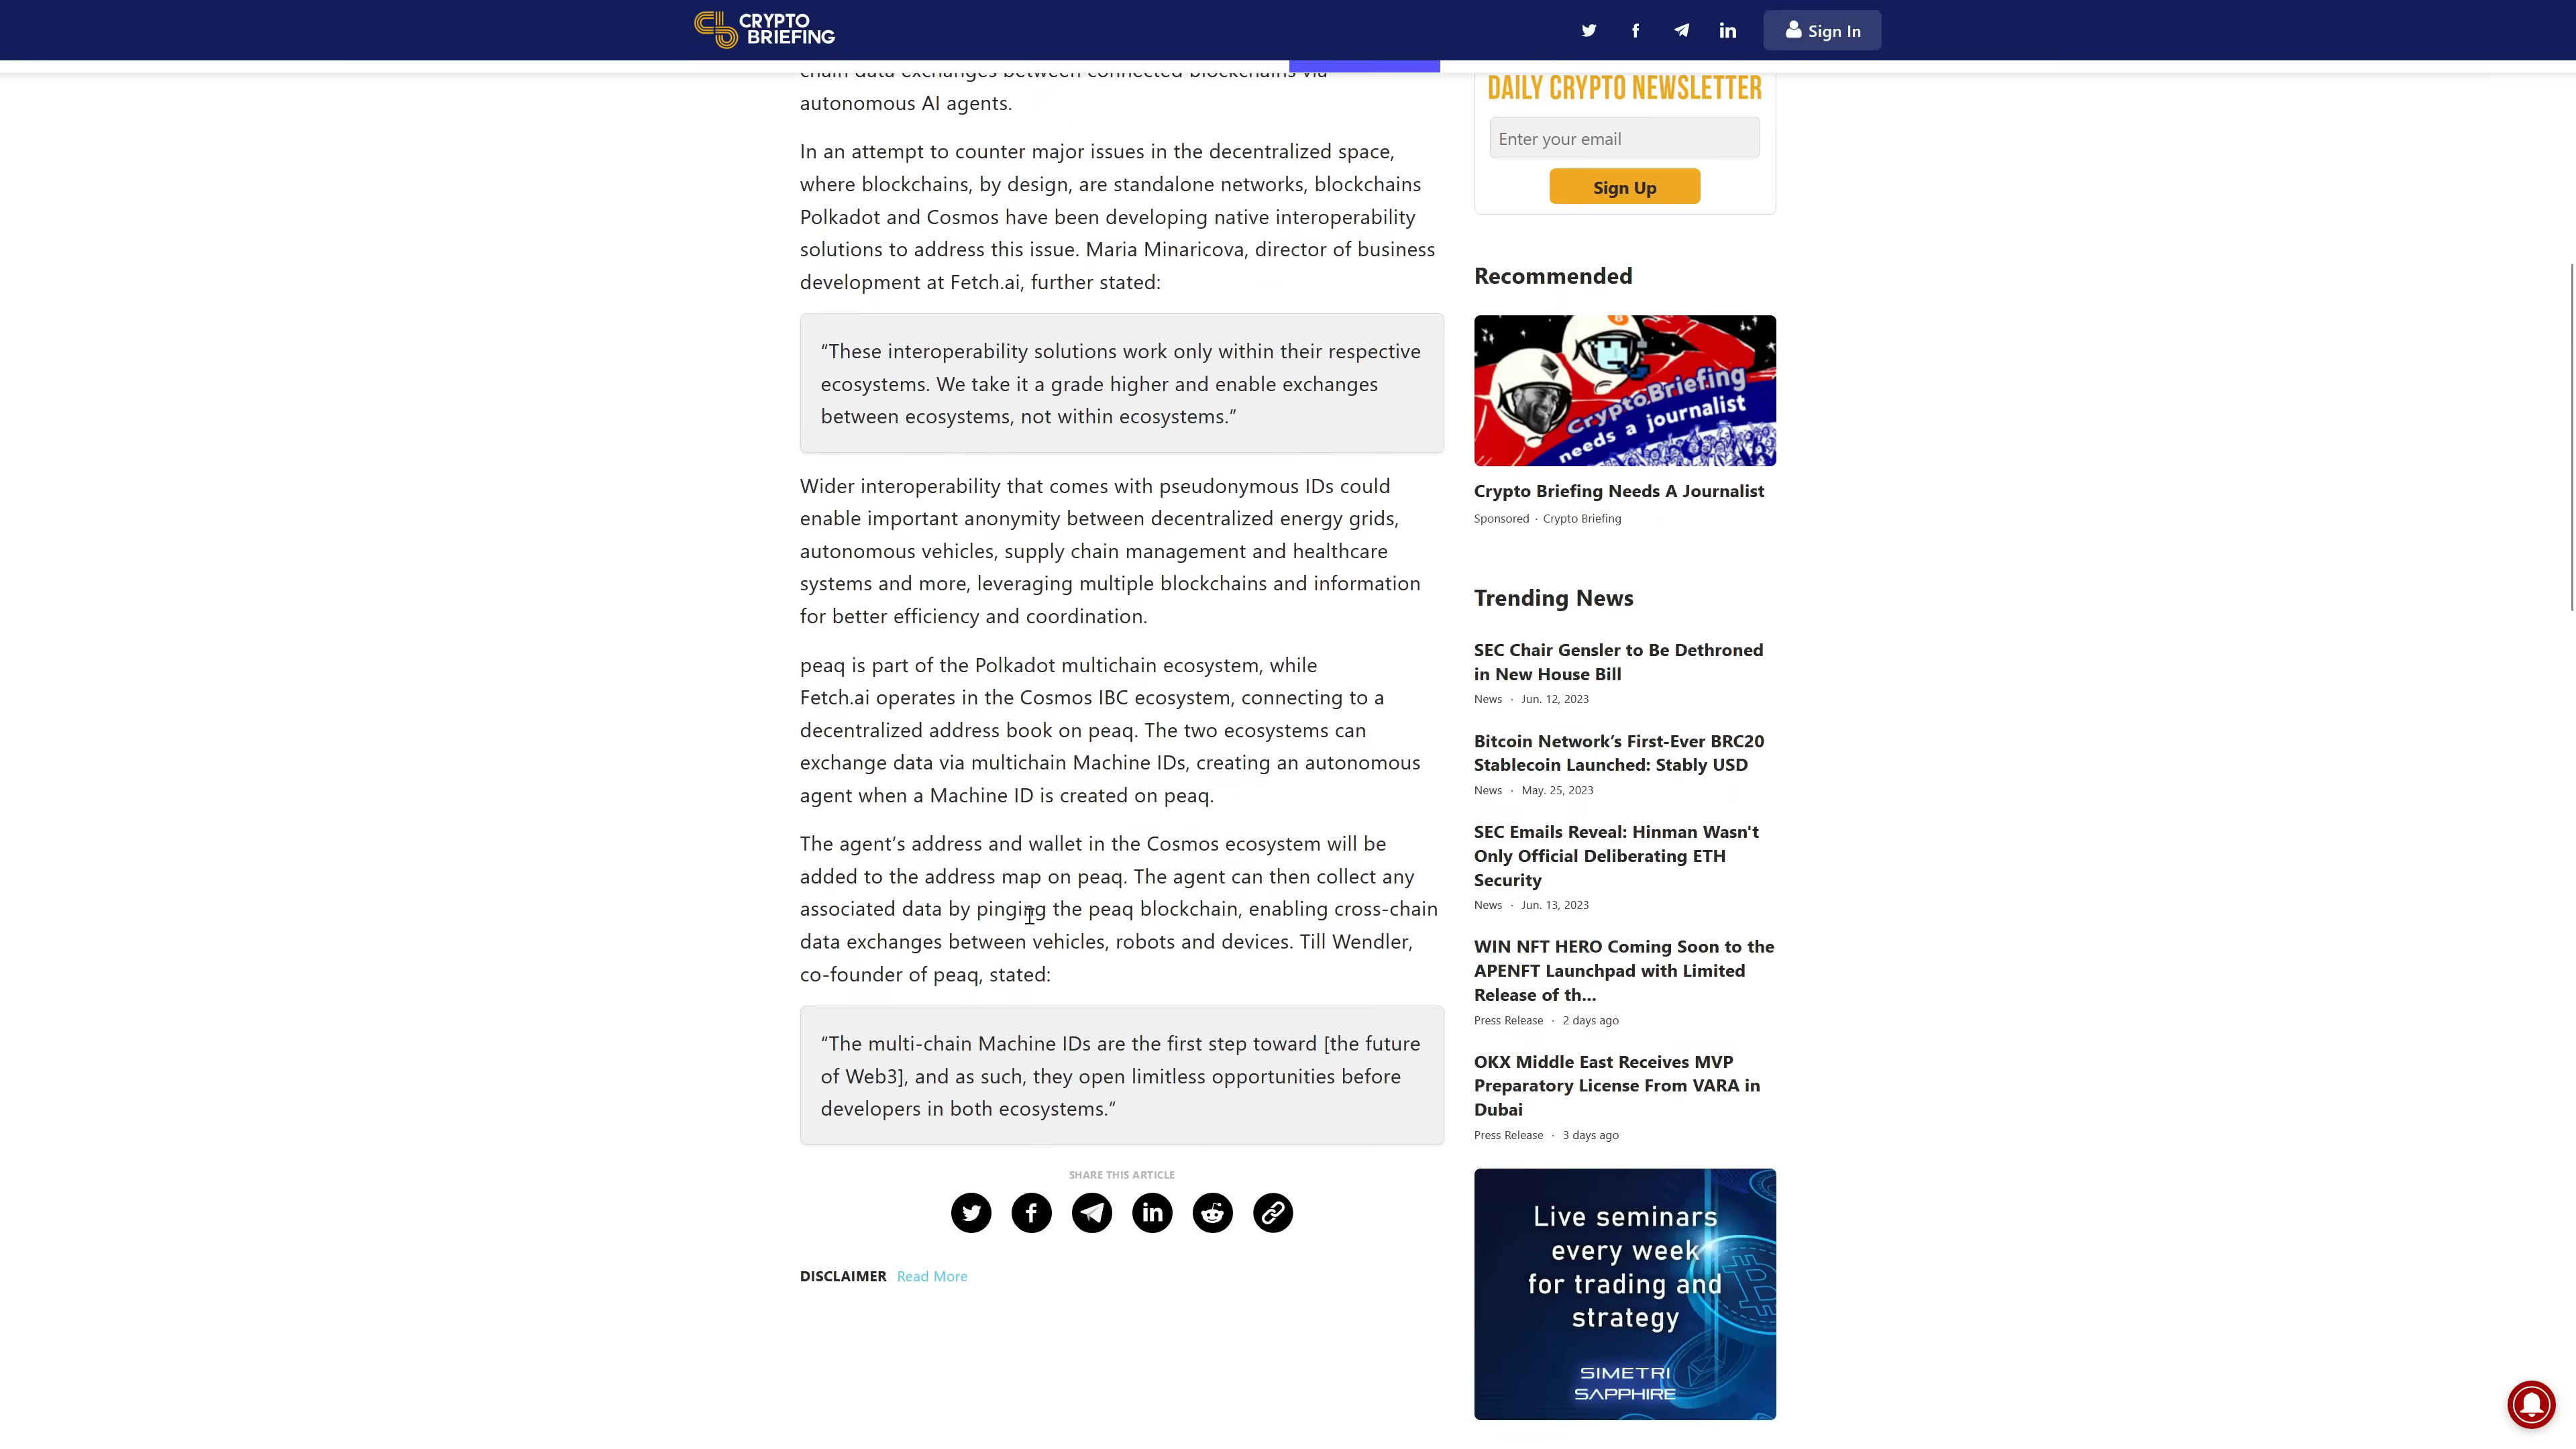 CRYPTO
BRIEFING
Sign In
chain data exchanges between connected blockchains via
autonomous AI agents.
In an attempt to counter major issues in the decentralized space,
where blockchains, by design, are standalone networks, blockchains
Polkadot and Cosmos have been developing native interoperability
solutions to address this issue. Maria Minaricova, director of business
development at Fetch.ai, further stated:
“These interoperability solutions work only within their respective
ecosystems. We take it a grade higher and enable exchanges
between ecosystems, not within ecosystems.”
Wider interoperability that comes with pseudonymous IDs could
enable important anonymity between decentralized energy grids,
autonomous vehicles, supply chain management and healthcare
systems and more, leveraging multiple blockchains and information
for better efficiency and coordination.
peaq is part of the Polkadot multichain ecosystem, while
Fetch.ai operates in the Cosmos IBC ecosystem, connecting to a
decentralized address book on peaq. The two ecosystems can
exchange data via multichain Machine IDs, creating an autonomous
agent when a Machine ID is created on peaq.
The agent’s address and wallet in the Cosmos ecosystem will be
added to the address map on peaq. The agent can then collect any
associated data by pinging the peaq blockchain, enabling cross-chain
data exchanges between vehicles, robots and devices. Till Wendler,
co-founder of peaq, stated:
“The multi-chain Machine IDs are the first step toward [the future
of Web3], and as such, they open limitless opportunities before
developers in both ecosystems.”
SHARE THIS ARTICLE
DISCLAIMER Read More
DAILY CRYPTO NEWSLETTER
Enter your email
Sign Up
Recommended
CryptoBriefing
needs a journalist
Crypto Briefing Needs A Journalist
Sponsored · Crypto Briefing
Trending News
SEC Chair Gensler to Be Dethroned
in New House Bill
News · Jun. 12, 2023
Bitcoin Network’s First-Ever BRC20
Stablecoin Launched: Stably USD
News · May. 25, 2023
SEC Emails Reveal: Hinman Wasn't
Only Official Deliberating ETH
Security
News · Jun. 13, 2023
WIN NFT HERO Coming Soon to the
APENFT Launchpad with Limited
Release of th...
Press Release · 2 days ago
OKX Middle East Receives MVP
Preparatory License From VARA in
Dubai
Press Release · 3 days ago
Live seminars
every week
for trading and
strategy
SIMETRI
SAPPHIRE